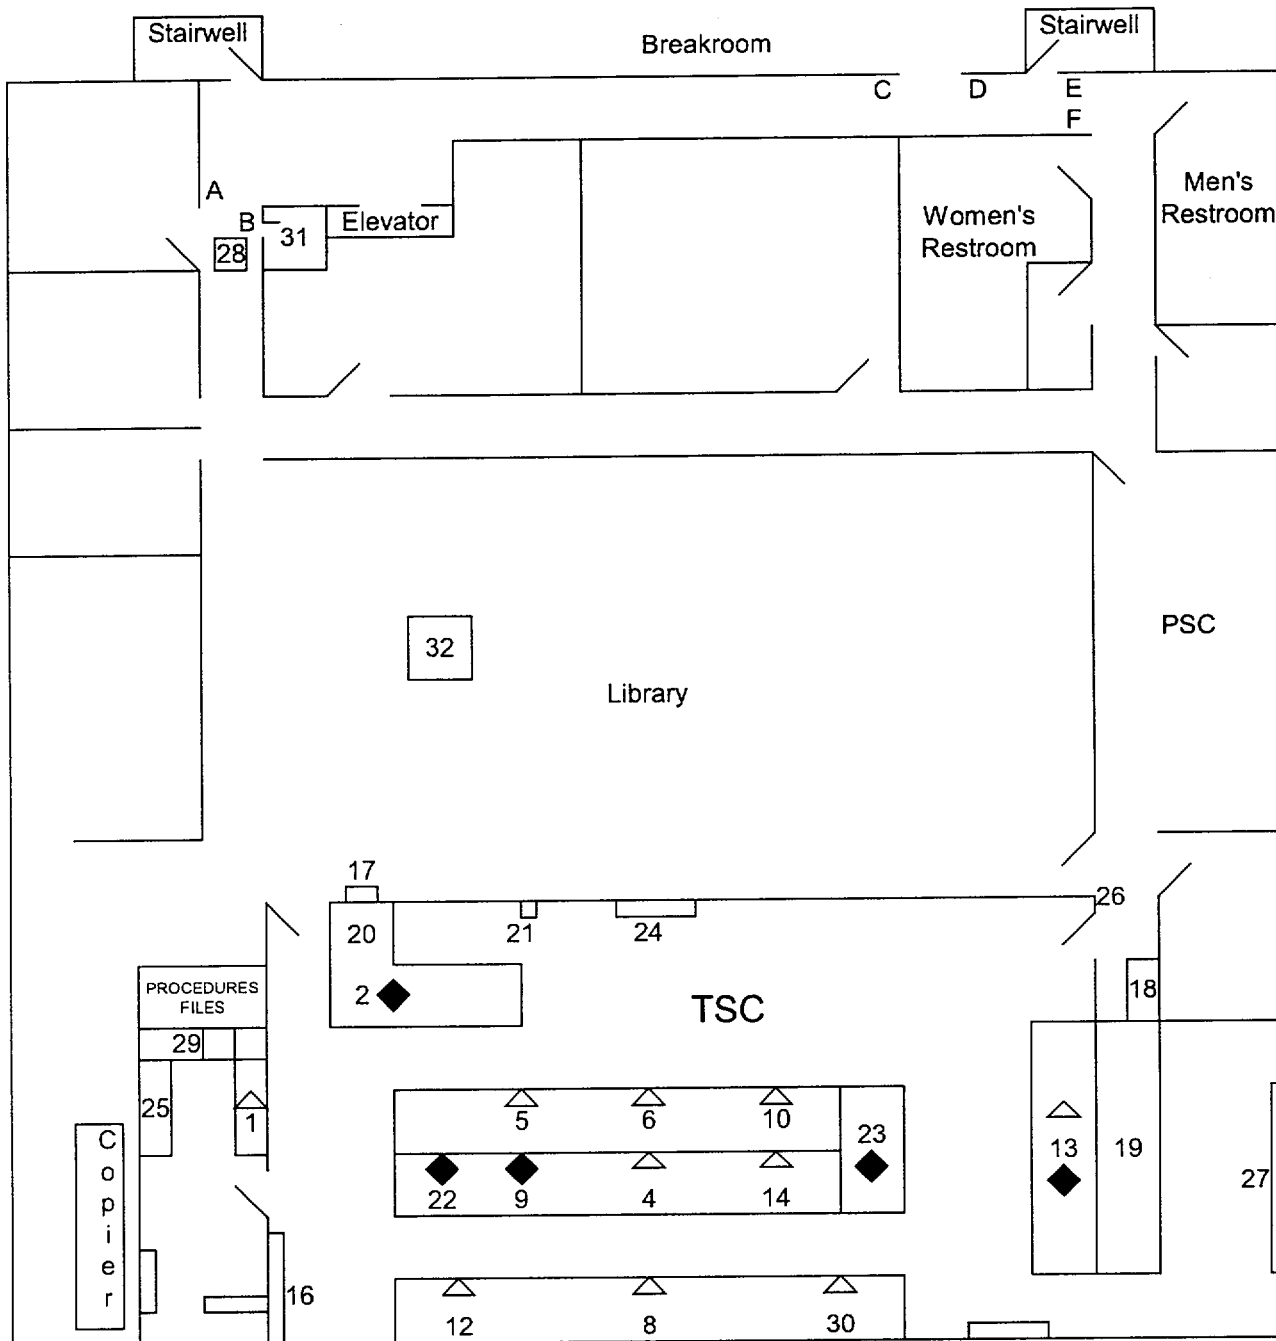 Stairwell
Breakroom
Stairwell
C
D
E
F
A
B
31
Elevator
28
Women's
Restroom
Men's
Restroom
32
Library
PSC
17
20
21
24
26
2
TSC
18
PROCEDURES
FILES
29
25
1
Copier
5
6
10
23
22
9
4
14
13
19
27
16
12
8
30